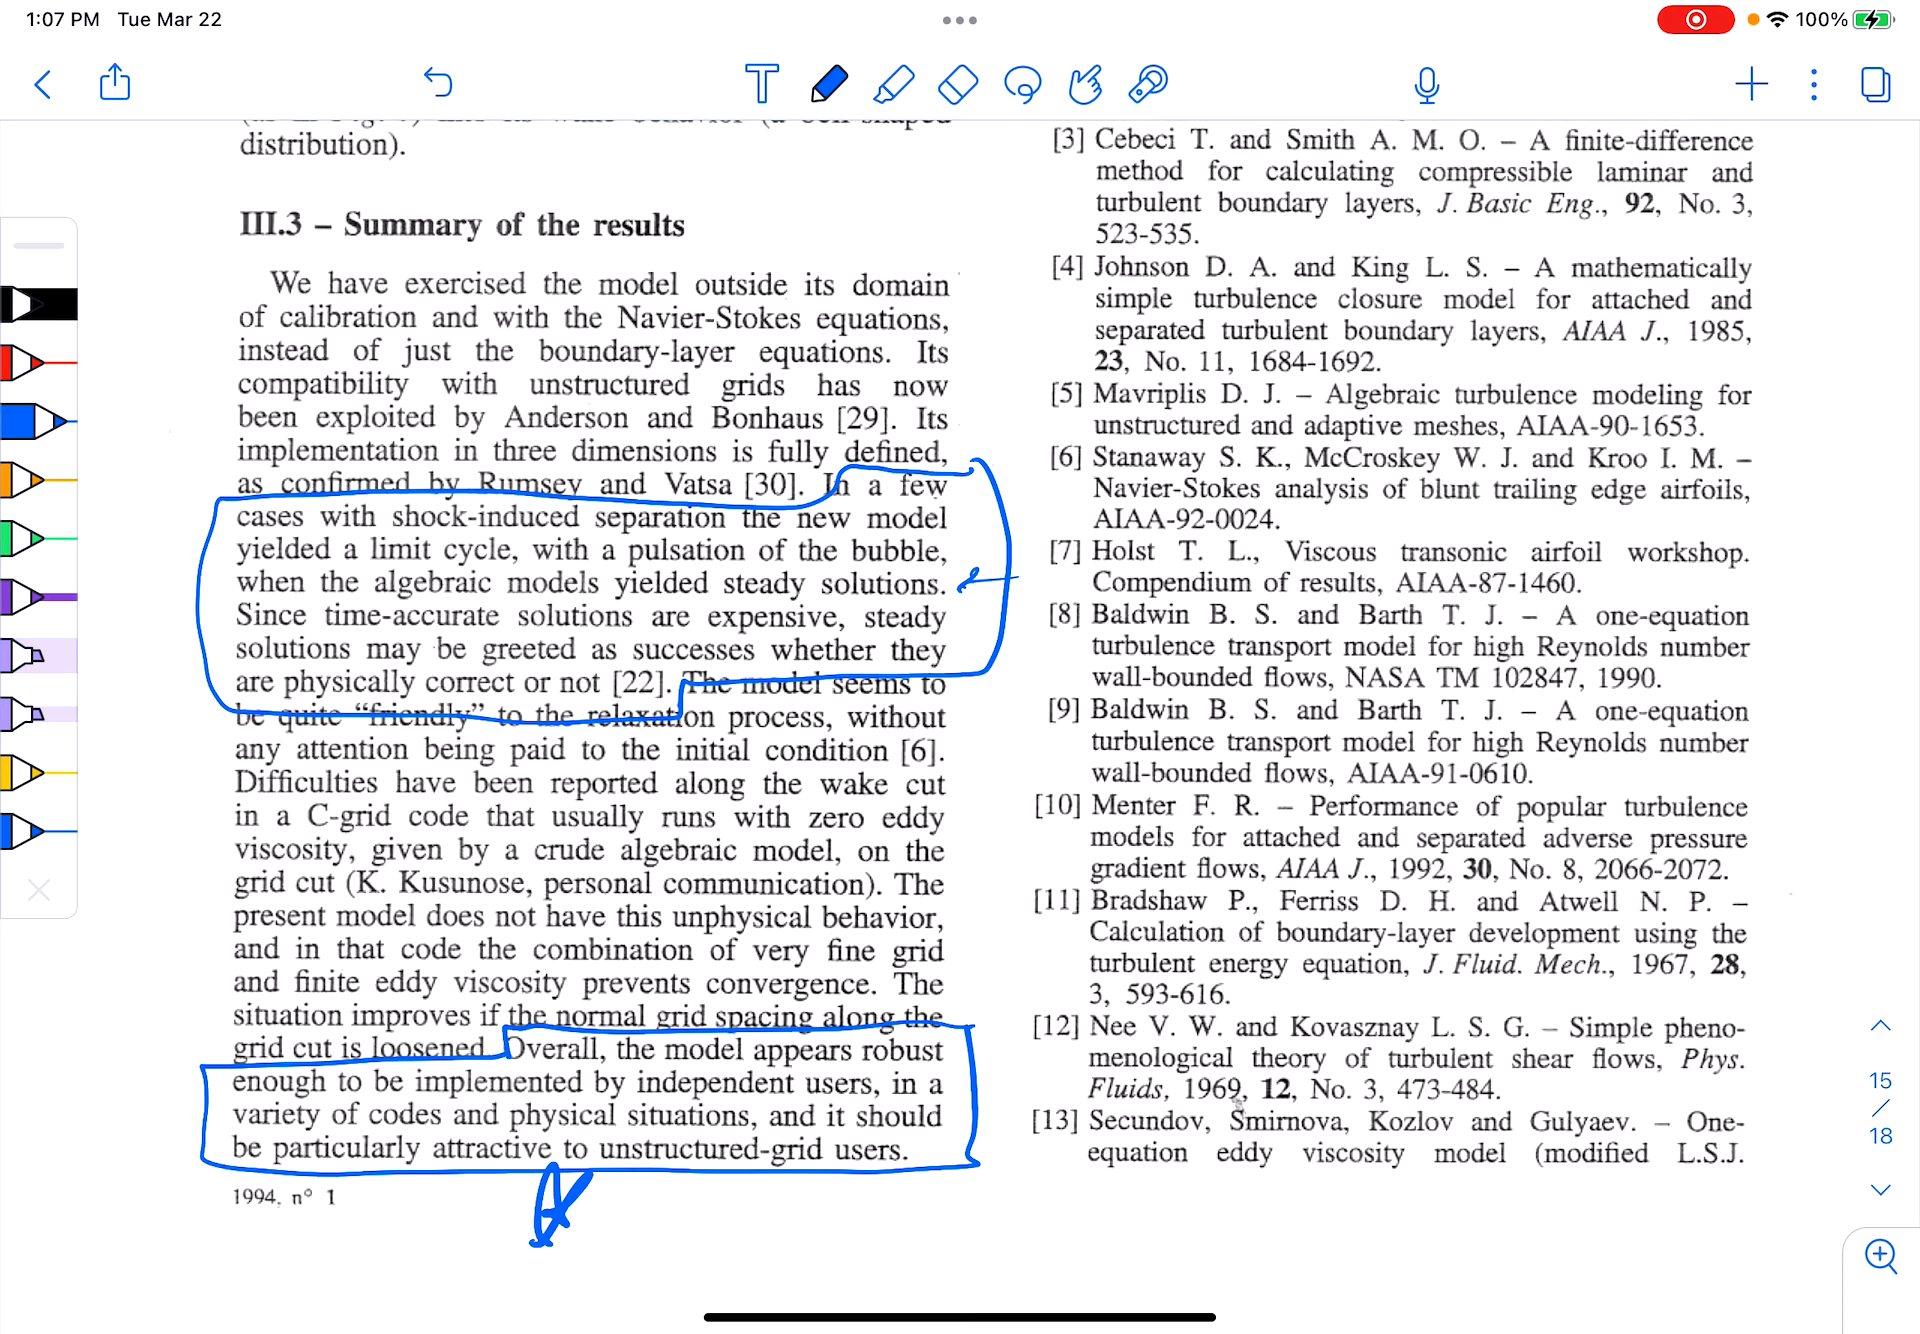 1:07 PM Tue Mar 22
100%
distribution).
III.3 – Summary of the results
We have exercised the model outside its domain
of calibration and with the Navier-Stokes equations,
instead of just the boundary-layer equations. Its
compatibility with unstructured grids has now
been exploited by Anderson and Bonhaus [29]. Its
implementation in three dimensions is fully defined,
as confirmed by Rumsey and Vatsa [30]. In a few
cases with shock-induced separation the new model
yielded a limit cycle, with a pulsation of the bubble,
when the algebraic models yielded steady solutions.
Since time-accurate solutions are expensive, steady
solutions may be greeted as successes whether they
are physically correct or not [22]. The model seems to
be quite “friendly” to the relaxation process, without
any attention being paid to the initial condition [6].
Difficulties have been reported along the wake cut
in a C-grid code that usually runs with zero eddy
viscosity, given by a crude algebraic model, on the
grid cut (K. Kusunose, personal communication). The
present model does not have this unphysical behavior,
and in that code the combination of very fine grid
and finite eddy viscosity prevents convergence. The
situation improves if the normal grid spacing along the
grid cut is loosened. Overall, the model appears robust
enough to be implemented by independent users, in a
variety of codes and physical situations, and it should
be particularly attractive to unstructured-grid users.
1994, n° 1
[3] Cebeci T. and Smith A. M. O. – A finite-difference
method for calculating compressible laminar and
turbulent boundary layers, J. Basic Eng., 92, No. 3,
523-535.
[4] Johnson D. A. and King L. S. – A mathematically
simple turbulence closure model for attached and
separated turbulent boundary layers, AIAA J., 1985,
23, No. 11, 1684-1692.
[5] Mavriplis D. J. – Algebraic turbulence modeling for
unstructured and adaptive meshes, AIAA-90-1653.
[6] Stanaway S. K., McCroskey W. J. and Kroo I. M. –
Navier-Stokes analysis of blunt trailing edge airfoils,
AIAA-92-0024.
[7] Holst T. L., Viscous transonic airfoil workshop.
Compendium of results, AIAA-87-1460.
[8] Baldwin B. S. and Barth T. J. – A one-equation
turbulence transport model for high Reynolds number
wall-bounded flows, NASA TM 102847, 1990.
[9] Baldwin B. S. and Barth T. J. – A one-equation
turbulence transport model for high Reynolds number
wall-bounded flows, AIAA-91-0610.
[10] Menter F. R. – Performance of popular turbulence
models for attached and separated adverse pressure
gradient flows, AIAA J., 1992, 30, No. 8, 2066-2072.
[11] Bradshaw P., Ferriss D. H. and Atwell N. P. –
Calculation of boundary-layer development using the
turbulent energy equation, J. Fluid. Mech., 1967, 28,
3, 593-616.
[12] Nee V. W. and Kovasznay L. S. G. – Simple pheno-
menological theory of turbulent shear flows, Phys.
Fluids, 1969, 12, No. 3, 473-484.
[13] Secundov, Smirnova, Kozlov and Gulyaev. – One-
equation eddy viscosity model (modified L.S.J.
15
/
18